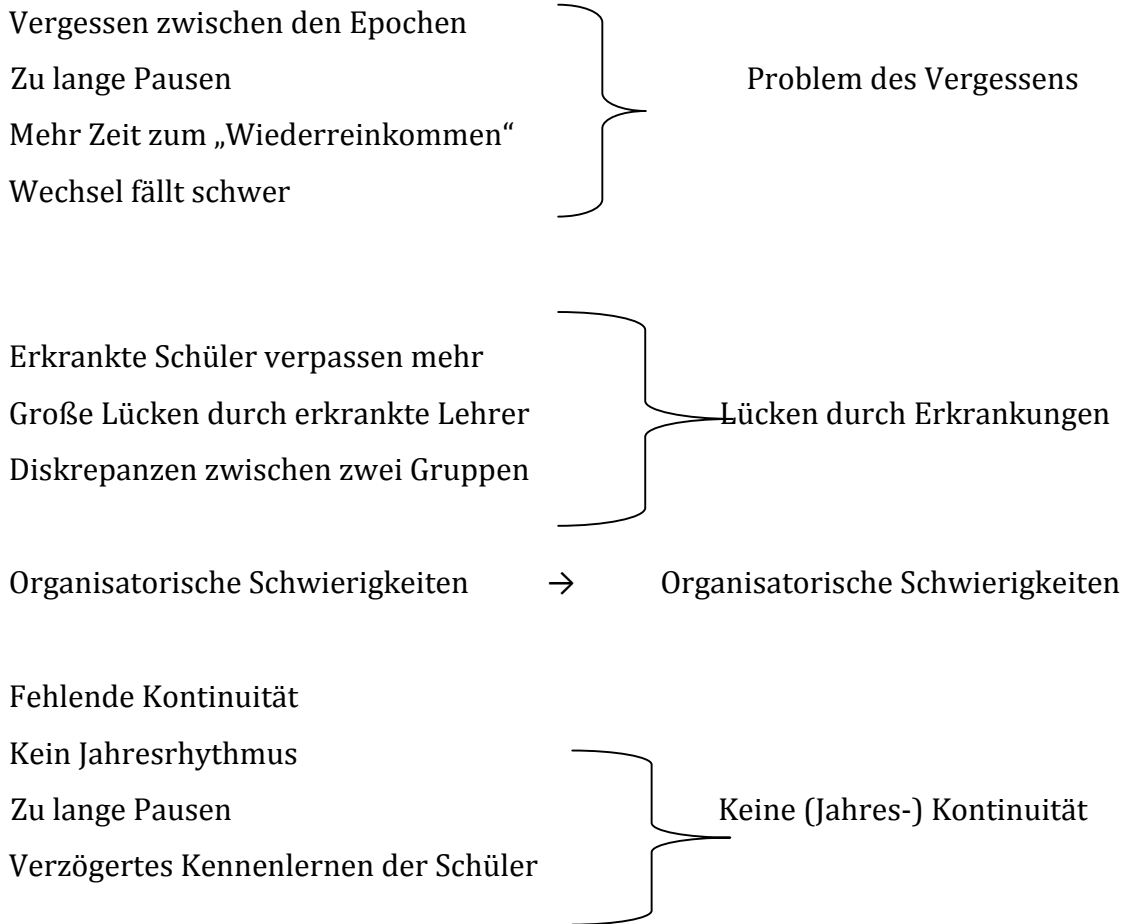 Vergessen zwischen den Epochen
Zu lange Pausen Problem des Vergessens
Mehr Zeit zum „Wiederreinkommen“
Wechsel fällt schwer
Erkrankte Schüler verpassen mehr
Große Lücken durch erkrankte Lehrer Lücken durch Erkrankungen
Diskrepanzen zwischen zwei Gruppen
Organisatorische Schwierigkeiten → Organisatorische Schwierigkeiten
Fehlende Kontinuität
Kein Jahresrhythmus
Zu lange Pausen Keine (Jahres-) Kontinuität
Verzögertes Kennenlernen der Schüler